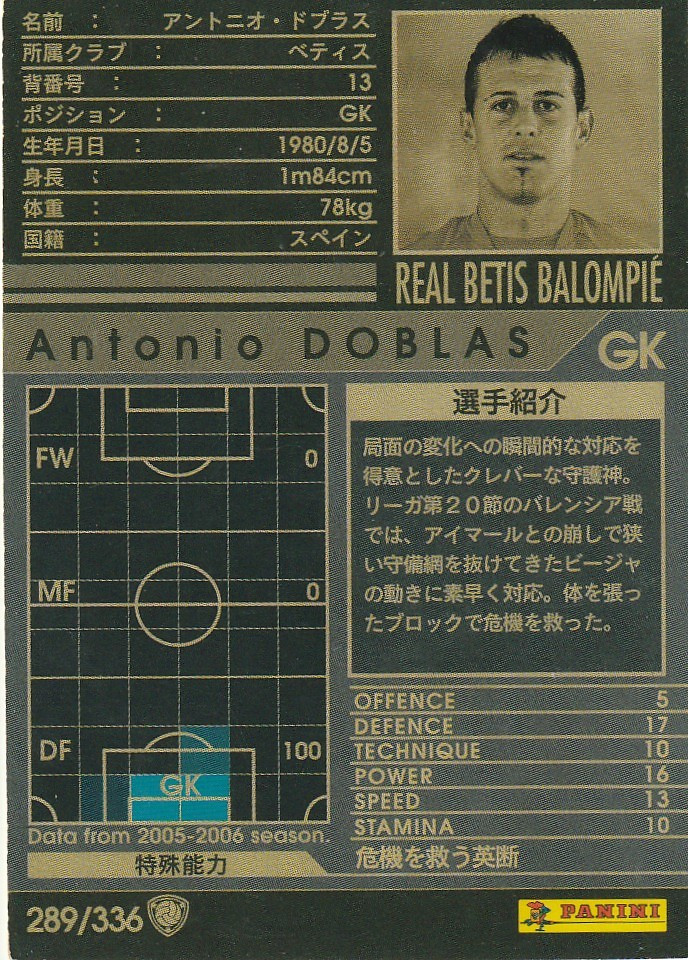 名前 ： アントニオ・ドブラス
所属クラブ ： ベティス
背番号 ： 13
ポジション ： GK
生年月日 ： 1980/8/5
身長 ： 1m84cm
体重 ： 78kg
国籍 ： スペイン
REAL BETIS BALOMPIÉ
Antonio DOBLAS GK
FW 0
MF 0
DF 100
GK
Data from 2005-2006 season.
選手紹介
局面の変化への瞬間的な対応を
得意としたクレバーな守護神。
リーガ第２０節のバレンシア戦
では、アイマールとの崩しで狭
い守備網を抜けてきたビージャ
の動きに素早く対応。体を張っ
たブロックで危機を救った。
OFFENCE 5
DEFENCE 17
TECHNIQUE 10
POWER 16
SPEED 13
STAMINA 10
特殊能力 危機を救う英断
289/336
PANINI